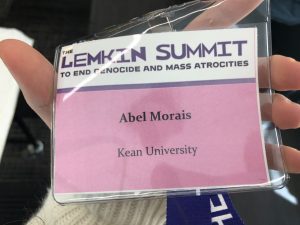 THE
LEMKIN SUMMIT
TO END GENOCIDE AND MASS ATROCITIES
Abel Morais
Kean University